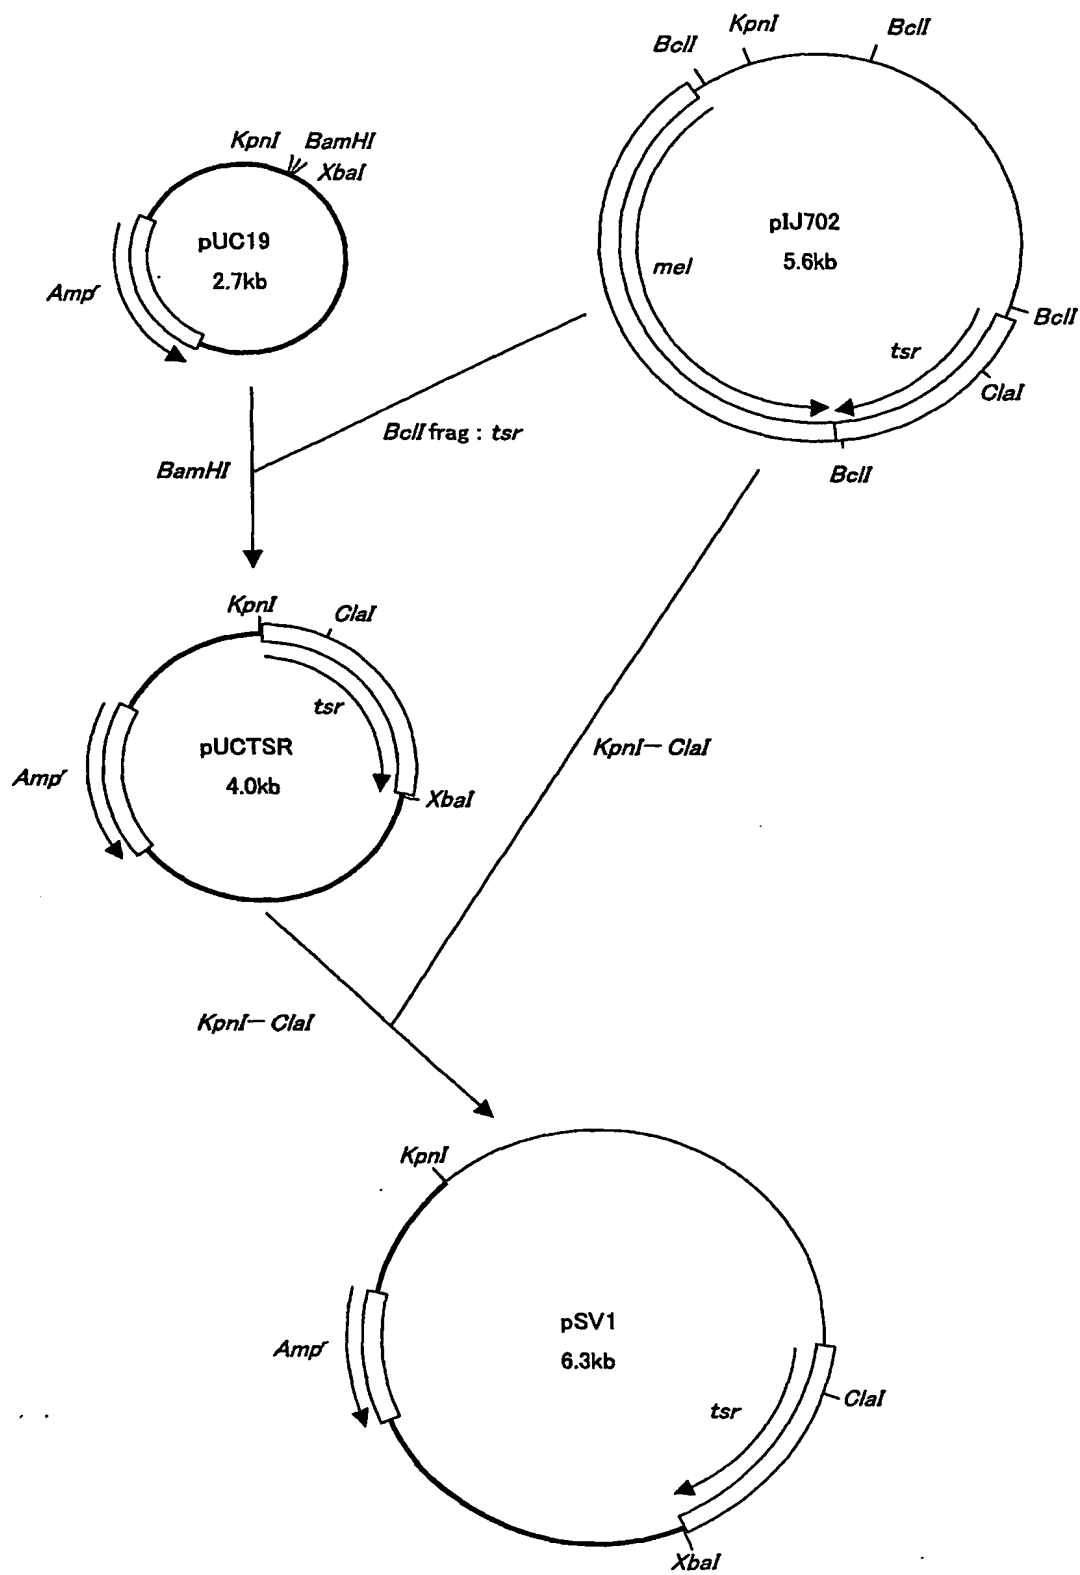 BclI
KpnI
BclI
KpnI BamHI
XbaI
pUC19
2.7kb
Ampr
pIJ702
5.6kb
mel
BclI
tsr
ClaI
BclI
BclI frag : tsr
BamHI
KpnI
ClaI
tsr
pUCTSR
4.0kb
Ampr
XbaI
KpnI－ClaI
KpnI－ClaI
KpnI
pSV1
6.3kb
Ampr
tsr
ClaI
XbaI